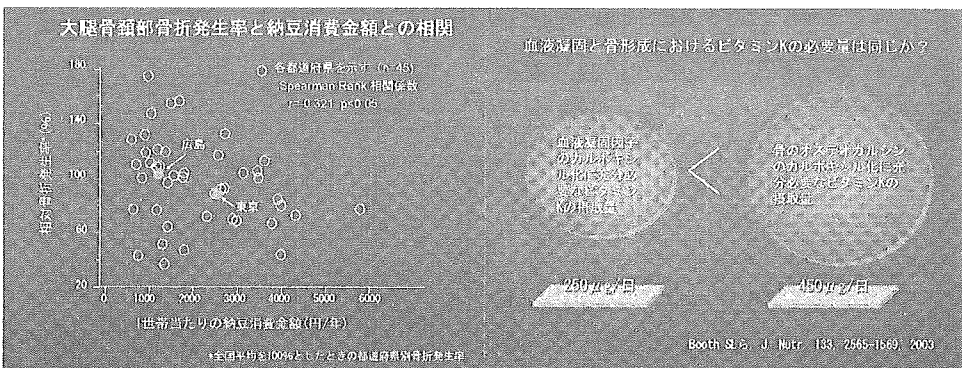 大腿骨頚部骨折発生率と納豆消費金額との相関
各都道府県を示す (n=46)
Spearman Rank 相関係数
r=-0.321, p<0.05
180
140
100
60
20
広島
東京
0 1000 2000 3000 4000 5000 6000
1世帯当たりの納豆消費金額(円/年)
*全国平均を100%としたときの都道府県別骨折発生率
血液凝固と骨形成におけるビタミンKの必要量は同じか?
血液凝固因子
のカルボキシ
ル化に充分必
要なビタミン
Kの摂取量
<
骨のオステオカルシン
のカルボキシル化に充
分必要なビタミンKの
摂取量
250μg/日
450μg/日
Booth SLら, J. Nutr. 133, 2565-1569, 2003